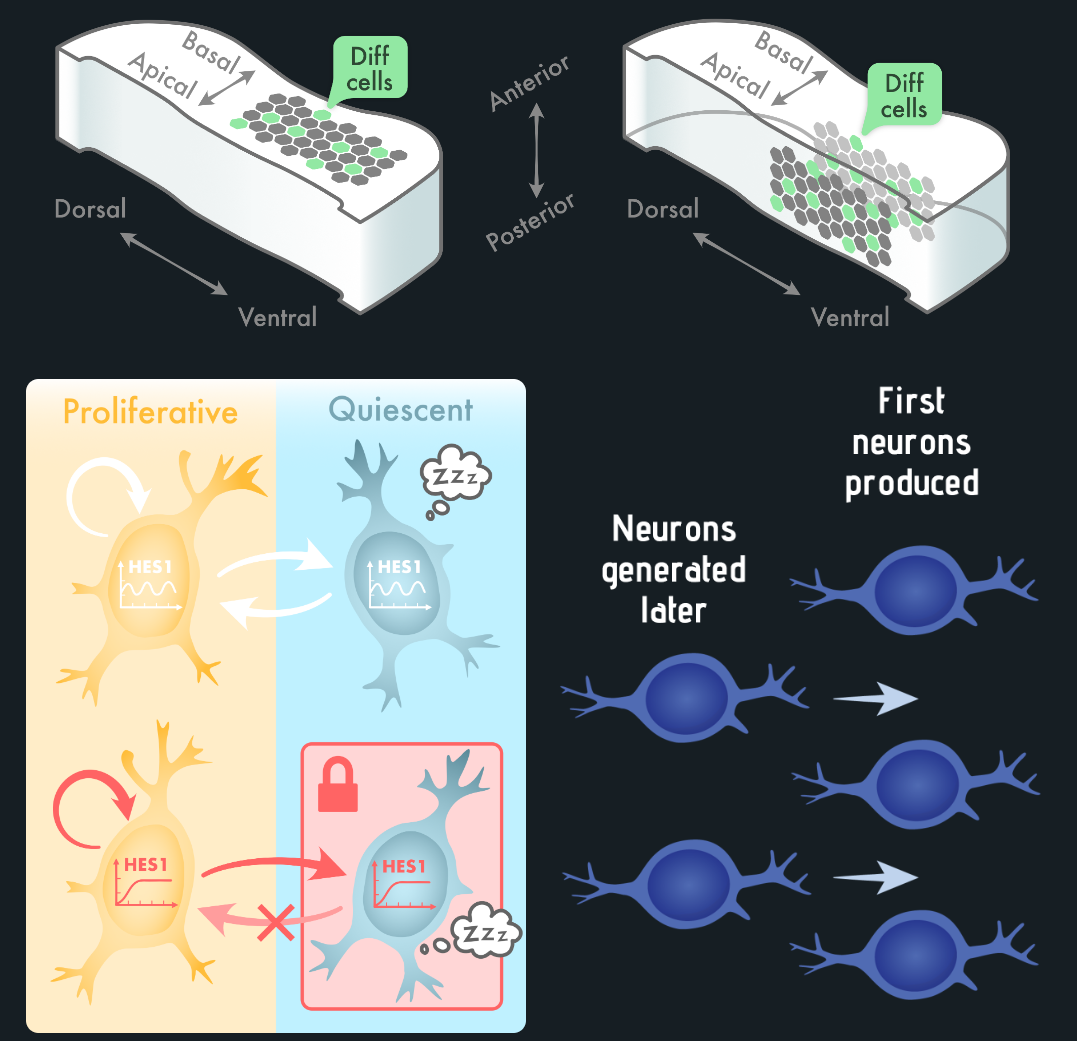 Basal
Apical
Diff
cells
Dorsal
Ventral
Anterior
Posterior
Basal
Apical
Diff
cells
Dorsal
Ventral
Proliferative
Quiescent
HES1
HES1
zzz
HES1
HES1
zzz
First
neurons
produced
Neurons
generated
later